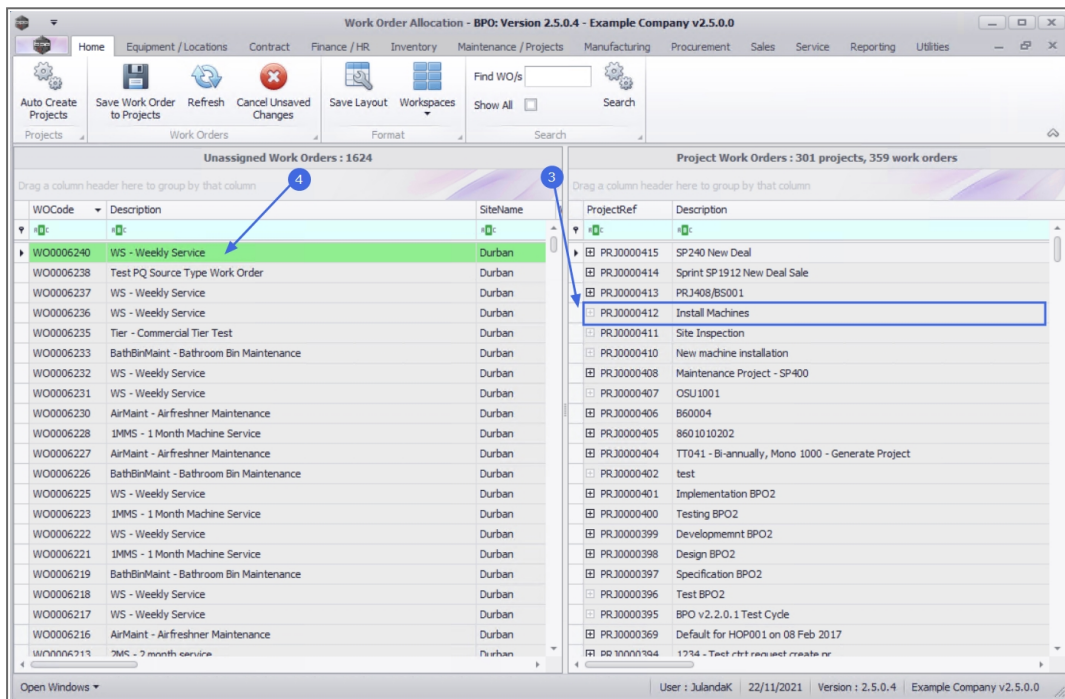 Work Order Allocation - BPO: Version 2.5.0.4 - Example Company v2.5.0.0
Home Equipment / Locations Contract Finance / HR Inventory Maintenance / Projects Manufacturing Procurement Sales Service Reporting Utilities
Auto Create Projects
Save Work Order to Projects
Refresh
Cancel Unsaved Changes
Save Layout
Workspaces
Find WO/s
Show All
Search
Projects Work Orders Format Search
Unassigned Work Orders : 1624
Drag a column header here to group by that column
4
WOCode Description SiteName
WO0006240 WS - Weekly Service Durban
WO0006238 Test PQ Source Type Work Order Durban
WO0006237 WS - Weekly Service Durban
WO0006236 WS - Weekly Service Durban
WO0006235 Tier - Commercial Tier Test Durban
WO0006233 BathBinMaint - Bathroom Bin Maintenance Durban
WO0006232 WS - Weekly Service Durban
WO0006231 WS - Weekly Service Durban
WO0006230 AirMaint - Airfreshner Maintenance Durban
WO0006228 1MMS - 1 Month Machine Service Durban
WO0006227 AirMaint - Airfreshner Maintenance Durban
WO0006226 BathBinMaint - Bathroom Bin Maintenance Durban
WO0006225 WS - Weekly Service Durban
WO0006223 1MMS - 1 Month Machine Service Durban
WO0006222 WS - Weekly Service Durban
WO0006221 1MMS - 1 Month Machine Service Durban
WO0006219 BathBinMaint - Bathroom Bin Maintenance Durban
WO0006218 WS - Weekly Service Durban
WO0006217 WS - Weekly Service Durban
WO0006216 AirMaint - Airfreshner Maintenance Durban
WO0006213 2MS - 2 month service Durban
Project Work Orders : 301 projects, 359 work orders
Drag a column header here to group by that column
3
ProjectRef Description
PRJ0000415 SP240 New Deal
PRJ0000414 Sprint SP1912 New Deal Sale
PRJ0000413 PRJ408/BS001
PRJ0000412 Install Machines
PRJ0000411 Site Inspection
PRJ0000410 New machine installation
PRJ0000408 Maintenance Project - SP400
PRJ0000407 OSU1001
PRJ0000406 B60004
PRJ0000405 8601010202
PRJ0000404 TT041 - Bi-annually, Mono 1000 - Generate Project
PRJ0000402 test
PRJ0000401 Implementation BPO2
PRJ0000400 Testing BPO2
PRJ0000399 Developmemnt BPO2
PRJ0000398 Design BPO2
PRJ0000397 Specification BPO2
PRJ0000396 Test BPO2
PRJ0000395 BPO v2.2.0.1 Test Cycle
PRJ0000369 Default for HOP001 on 08 Feb 2017
PRJ0000394 1234 - Test ctrt request create pr
Open Windows User : JulandaK 22/11/2021 Version : 2.5.0.4 Example Company v2.5.0.0